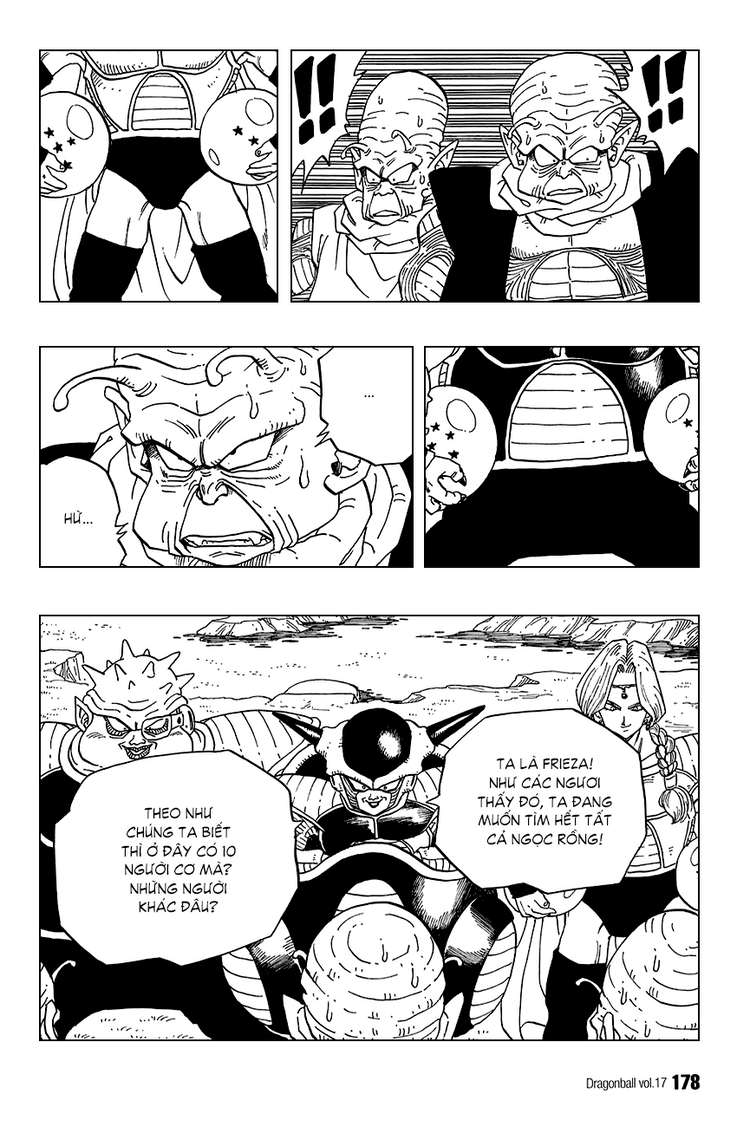 !!
!!
...
HỪ...
TA LÀ FRIEZA!
NHƯ CÁC NGƯƠI
THẤY ĐÓ, TA ĐANG
MUỐN TÌM HẾT TẤT
CẢ NGỌC RỒNG!
THEO NHƯ
CHÚNG TA BIẾT
THÌ Ở ĐÂY CÓ 10
NGƯỜI CƠ MÀ?
NHỮNG NGƯỜI
KHÁC ĐÂU?
Dragonball vol.17 178